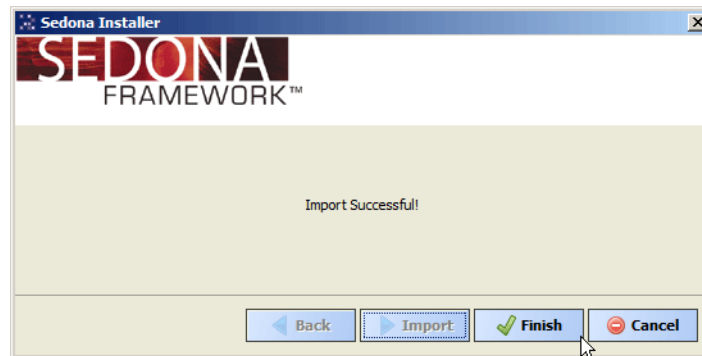 Sedona Installer
SEDONA
FRAMEWORK™
Import Successful!
Back Import Finish Cancel